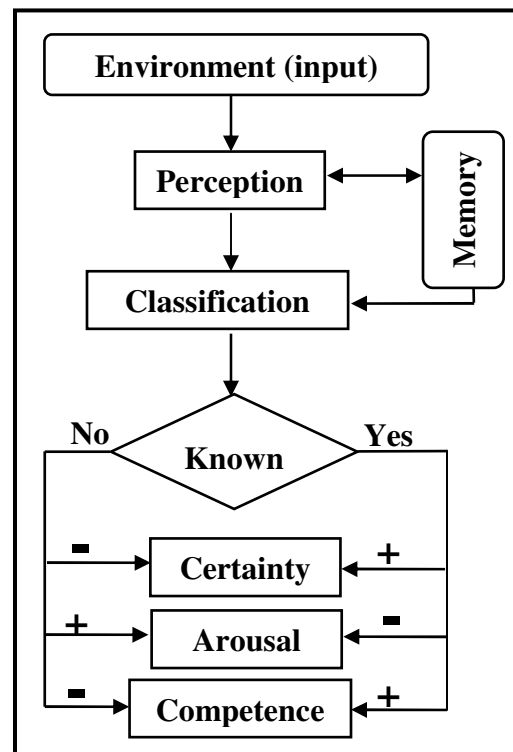 Environment (input)
Perception
Memory
Classification
No
Yes
Known
- Certainty +
+ Arousal -
- Competence +